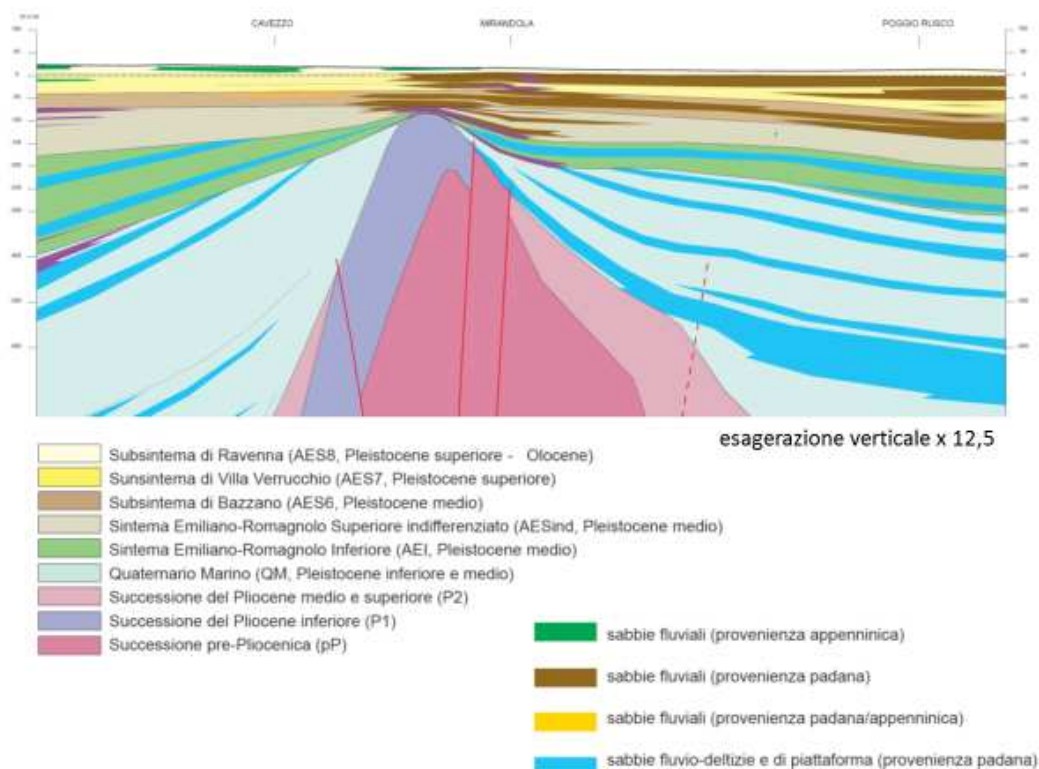 CAVEZZO
MIRANDOLA
POGGIO RUSCO
esagerazione verticale x 12,5
Subsintema di Ravenna (AES8, Pleistocene superiore - Olocene)
Sunsintema di Villa Verrucchio (AES7, Pleistocene superiore)
Subsintema di Bazzano (AES6, Pleistocene medio)
Sintema Emiliano-Romagnolo Superiore indifferenziato (AESind, Pleistocene medio)
Sintema Emiliano-Romagnolo Inferiore (AEI, Pleistocene medio)
Quaternario Marino (QM, Pleistocene inferiore e medio)
Successione del Pliocene medio e superiore (P2)
Successione del Pliocene inferiore (P1)
Successione pre-Pliocenica (pP)
sabbie fluviali (provenienza appenninica)
sabbie fluviali (provenienza padana)
sabbie fluviali (provenienza padana/appenninica)
sabbie fluvio-deltizie e di piattaforma (provenienza padana)